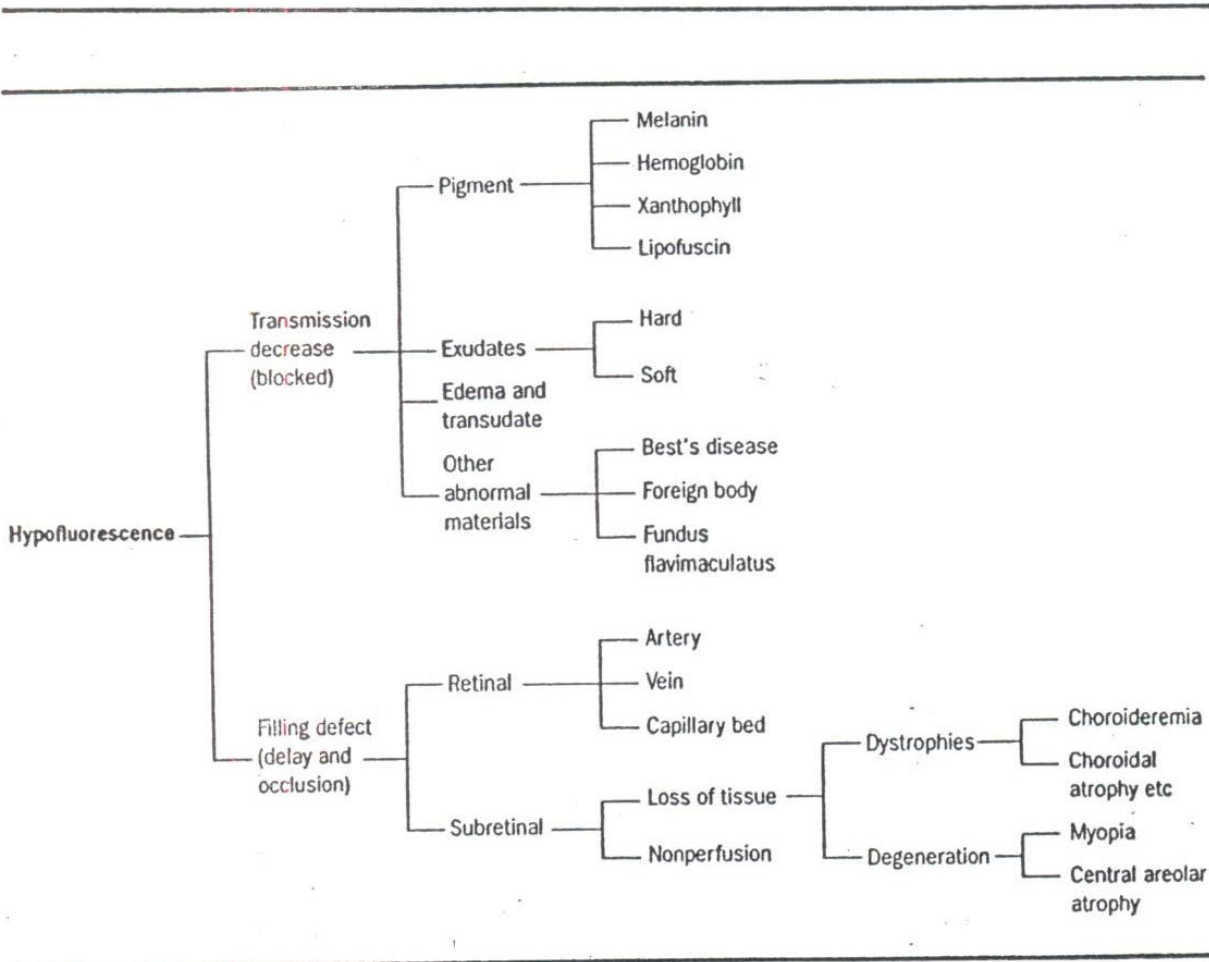 Melanin
Hemoglobin
Pigment
Xanthophyll
Lipofuscin
Transmission
decrease
(blocked)
Hard
Exudates
Soft
Edema and
transudate
Other
abnormal
materials
Best's disease
Foreign body
Fundus
flavimaculatus
Hypofluorescence
Artery
Retinal
Vein
Capillary bed
Filling defect
(delay and
occlusion)
Subretinal
Loss of tissue
Nonperfusion
Dystrophies
Choroideremia
Choroidal
atrophy etc
Degeneration
Myopia
Central areolar
atrophy